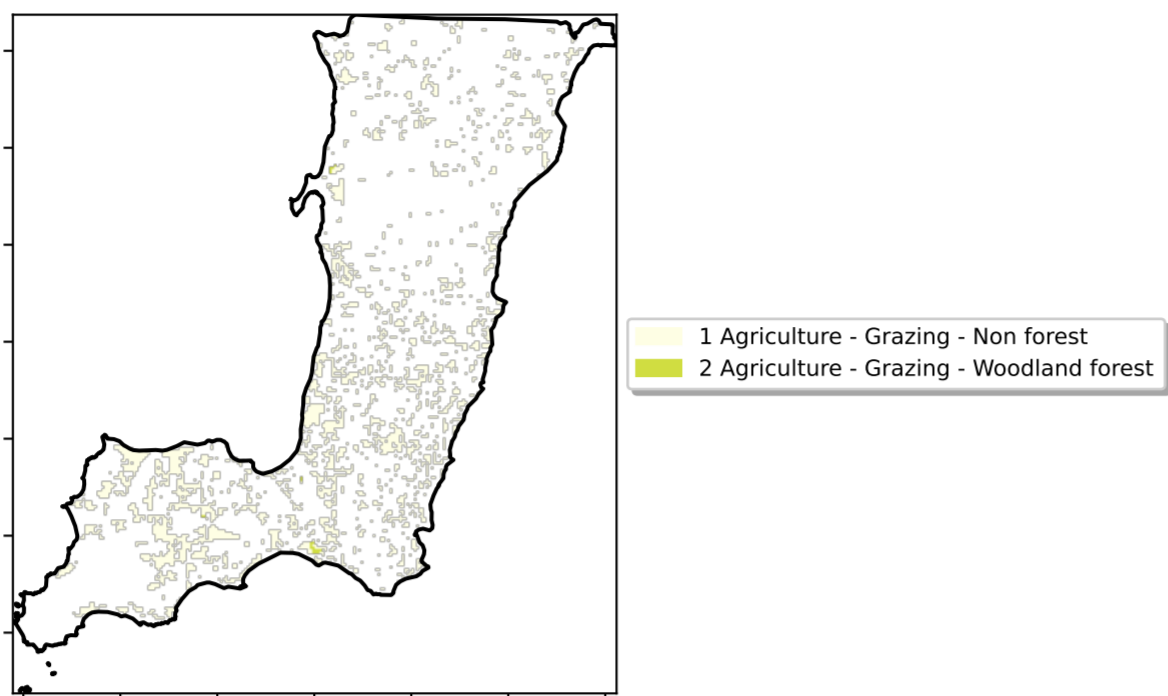 1 Agriculture - Grazing - Non forest
2 Agriculture - Grazing - Woodland forest